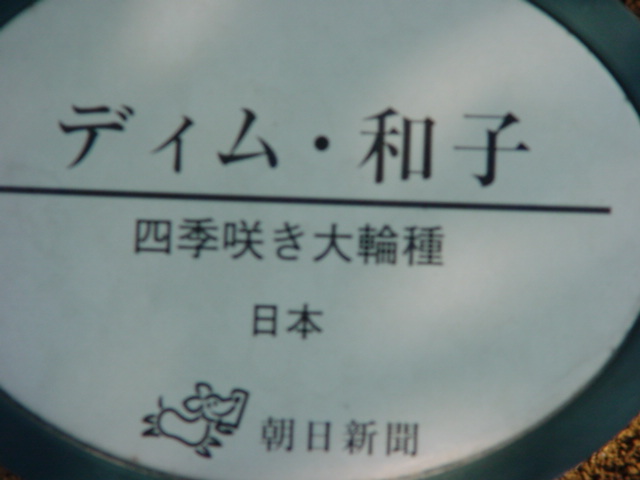 ディム・和子
四季咲き大輪種
日本
朝日新聞